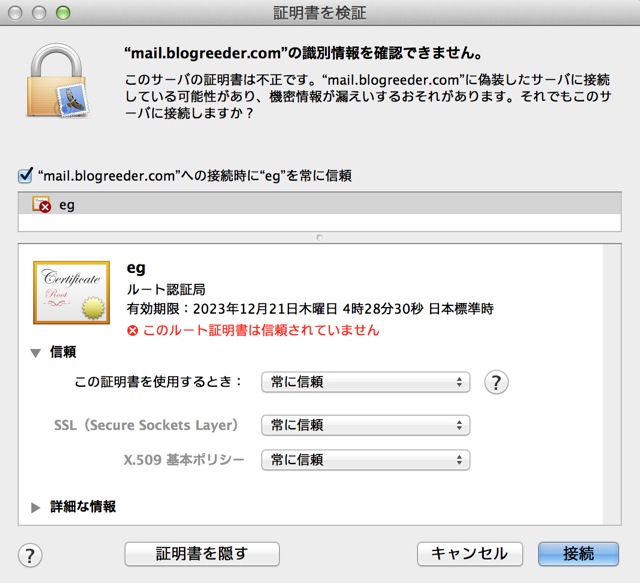 証明書を検証
“mail.blogreeder.com”の識別情報を確認できません。
このサーバの証明書は不正です。“mail.blogreeder.com”に偽装したサーバに接続
している可能性があり、機密情報が漏えいするおそれがあります。それでもこのサ
ーバに接続しますか？
“mail.blogreeder.com”への接続時に“eg”を常に信頼
eg
Certificate
Root
eg
ルート認証局
有効期限：2023年12月21日木曜日 4時28分30秒 日本標準時
このルート証明書は信頼されていません
信頼
この証明書を使用するとき： 常に信頼 ?
SSL（Secure Sockets Layer） 常に信頼
X.509 基本ポリシー 常に信頼
詳細な情報
? 証明書を隠す キャンセル 接続